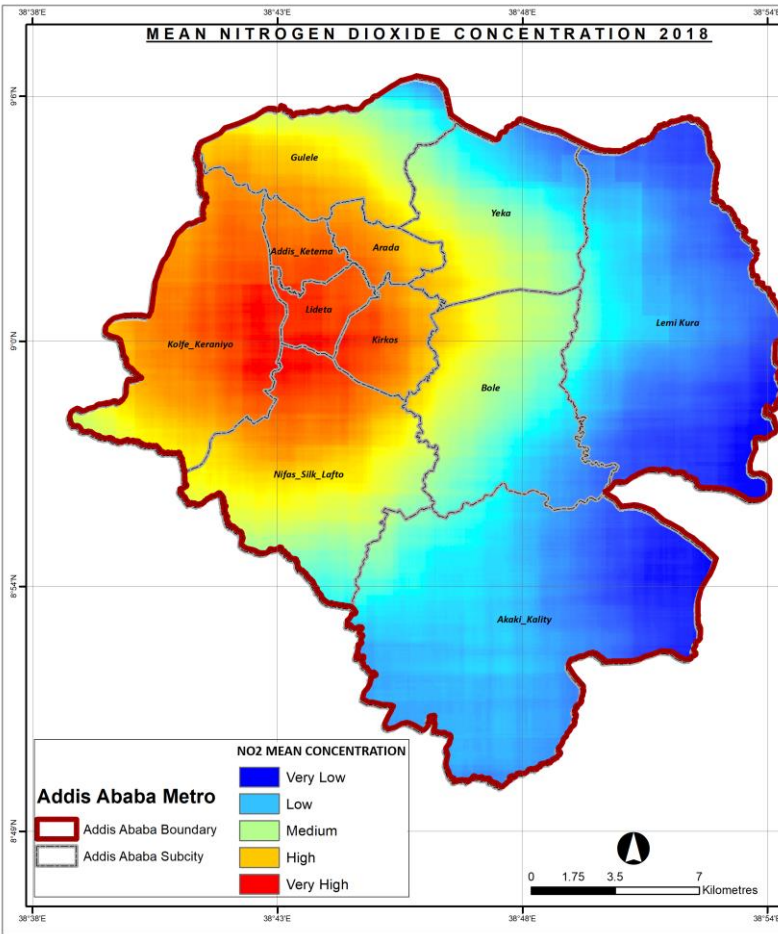 38°38'E 38°43'E 38°48'E 38°54'E
MEAN NITROGEN DIOXIDE CONCENTRATION 2018
9°6'N
Gulele
Yeka
Addis_Ketema
Arada
Lideta
Lemi Kura
9°0'N
Kolfe_Keraniyo
Kirkos
Bole
Nifas_Silk_Lafto
8°54'N
Akaki_Kality
NO2 MEAN CONCENTRATION
Very Low
Addis Ababa Metro
Low
Addis Ababa Boundary
Medium
Addis Ababa Subcity
High
Very High
8°49'N
0 1.75 3.5 7
Kilometres
38°38'E 38°43'E 38°48'E 38°54'E